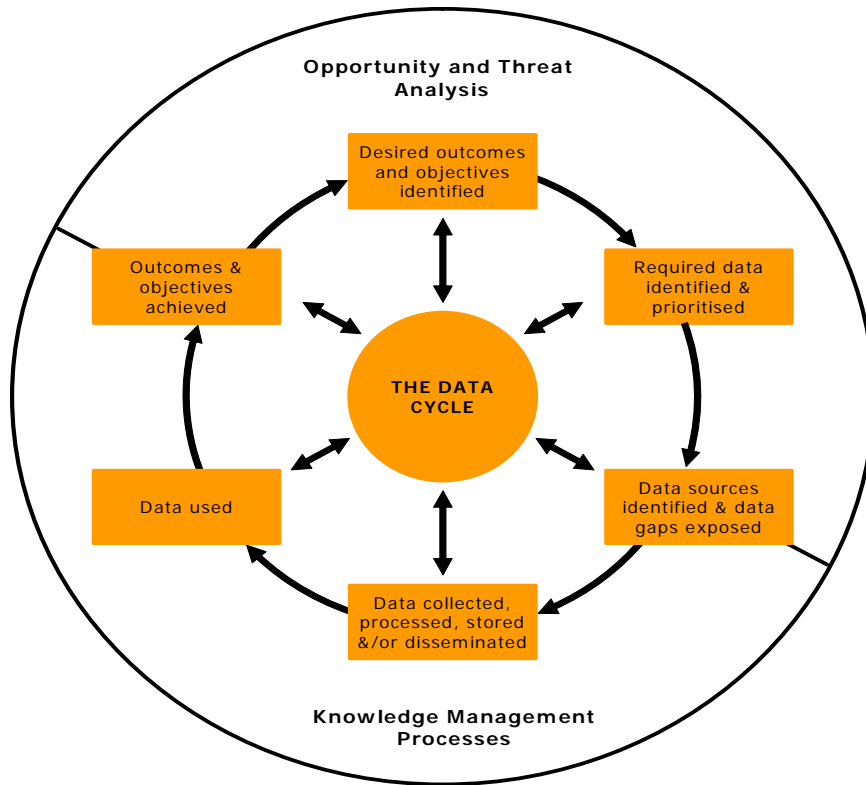 Opportunity and Threat
Analysis
Desired outcomes
and objectives
identified
Outcomes &
objectives
achieved
Required data
identified &
prioritised
THE DATA
CYCLE
Data used
Data sources
identified & data
gaps exposed
Data collected,
processed, stored
&/or disseminated
Knowledge Management
Processes